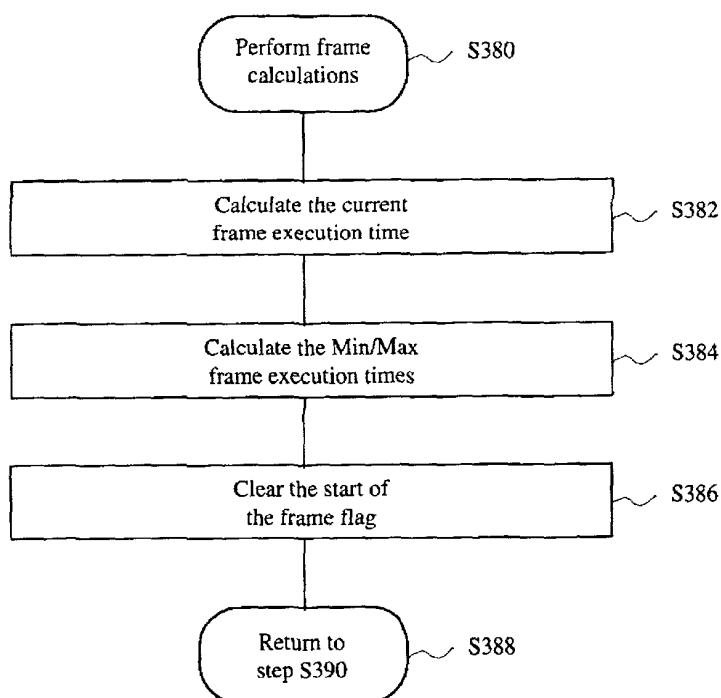 Perform frame
calculations
S380
Calculate the current
frame execution time
S382
Calculate the Min/Max
frame execution times
S384
Clear the start of
the frame flag
S386
Return to
step S390
S388